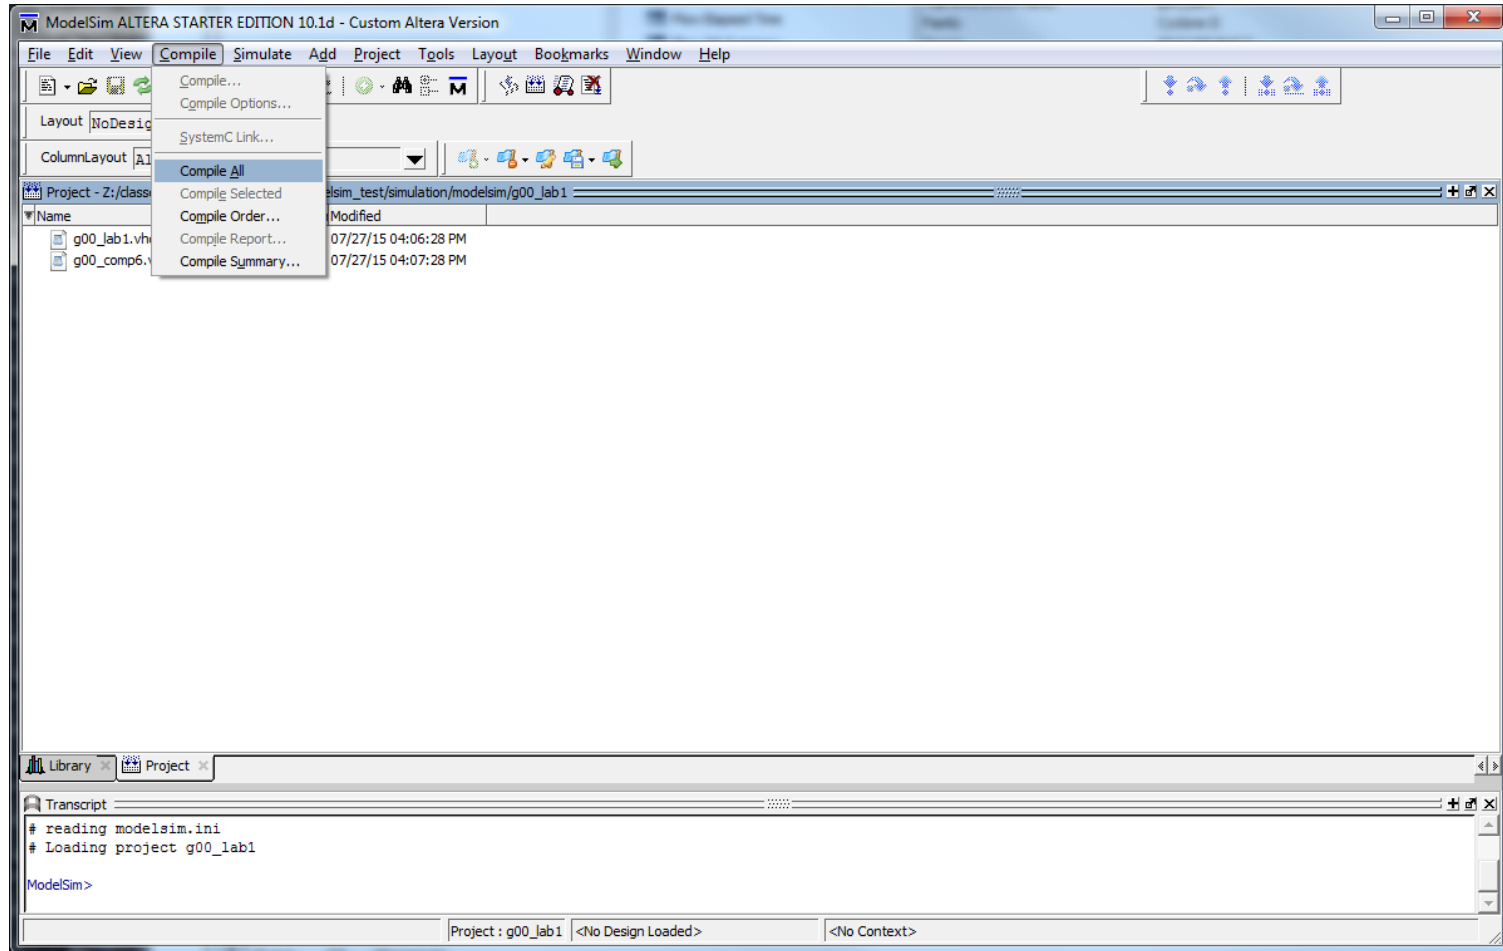 ModelSim ALTERA STARTER EDITION 10.1d - Custom Altera Version
File Edit View Compile Simulate Add Project Tools Layout Bookmarks Window Help
Compile...
Compile Options...
Layout NoDesig
SystemC Link...
ColumnLayout Al
Compile All
Project - Z:/classe
Compile Selected
elsim_test/simulation/modelsim/g00_lab1
Name
Compile Order...
Modified
g00_lab1.vho
Compile Report...
07/27/15 04:06:28 PM
g00_comp6.v
Compile Summary...
07/27/15 04:07:28 PM
Library
Project
Transcript
# reading modelsim.ini
# Loading project g00_lab1
ModelSim>
Project : g00_lab1 <No Design Loaded> <No Context>